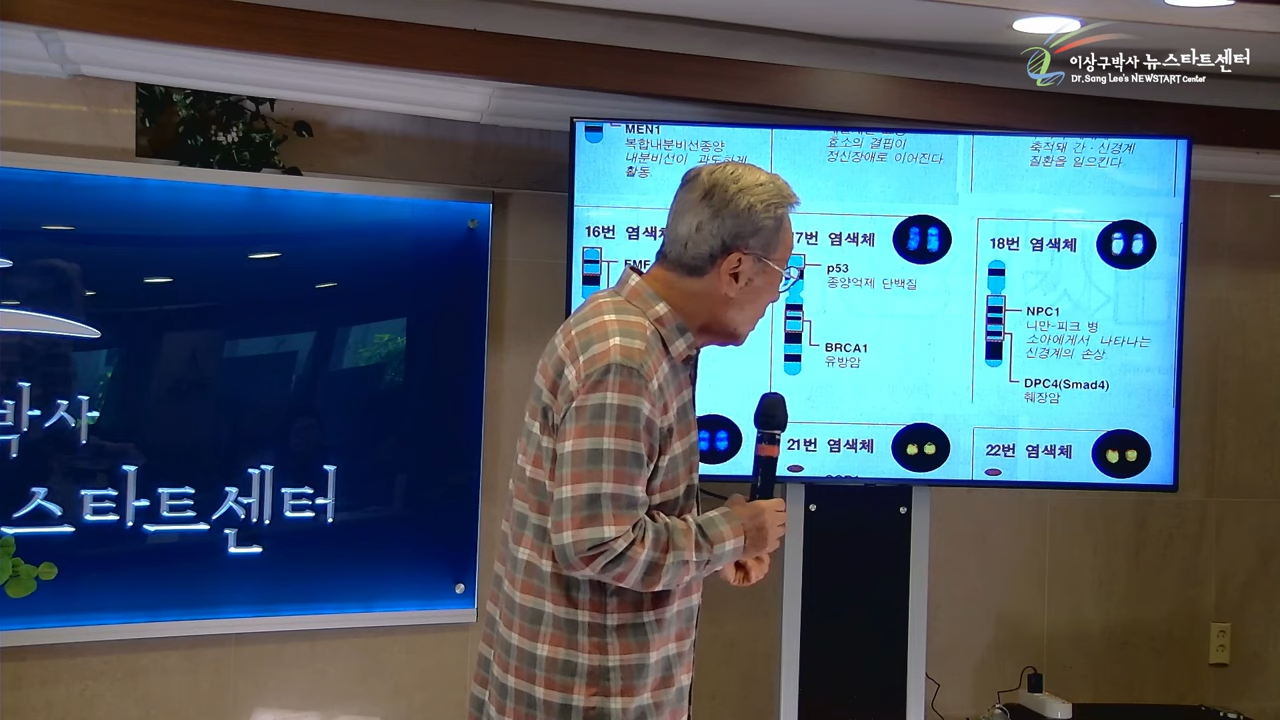 이상구박사 뉴스타트센터
Dr. Sang Lee's NEWSTART Center
MEN1
복합내분비선종양
내분비선이 과도하게
활동
효소의 결핍이
정신장애로 이어진다
축적돼 간·신경계
질환을 일으킨다
16번 염색체
7번 염색체
p53
종양억제 단백질
BRCA1
유방암
18번 염색체
NPC1
니만-피크 병
소아에게서 나타나는
신경계의 손상
DPC4(Smad4)
췌장암
21번 염색체
22번 염색체
박사
스타트센터